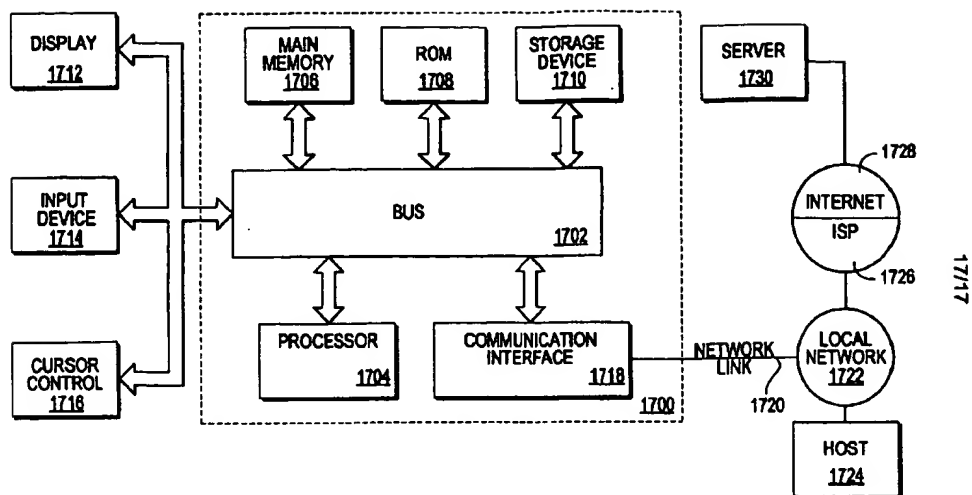 DISPLAY
1712
MAIN
MEMORY
1706
ROM
1708
STORAGE
DEVICE
1710
SERVER
1730
INPUT
DEVICE
1714
BUS
1702
1728
INTERNET
ISP
1726
17/17
CURSOR
CONTROL
1716
PROCESSOR
1704
COMMUNICATION
INTERFACE
1718
1700
NETWORK
LINK
1720
LOCAL
NETWORK
1722
HOST
1724